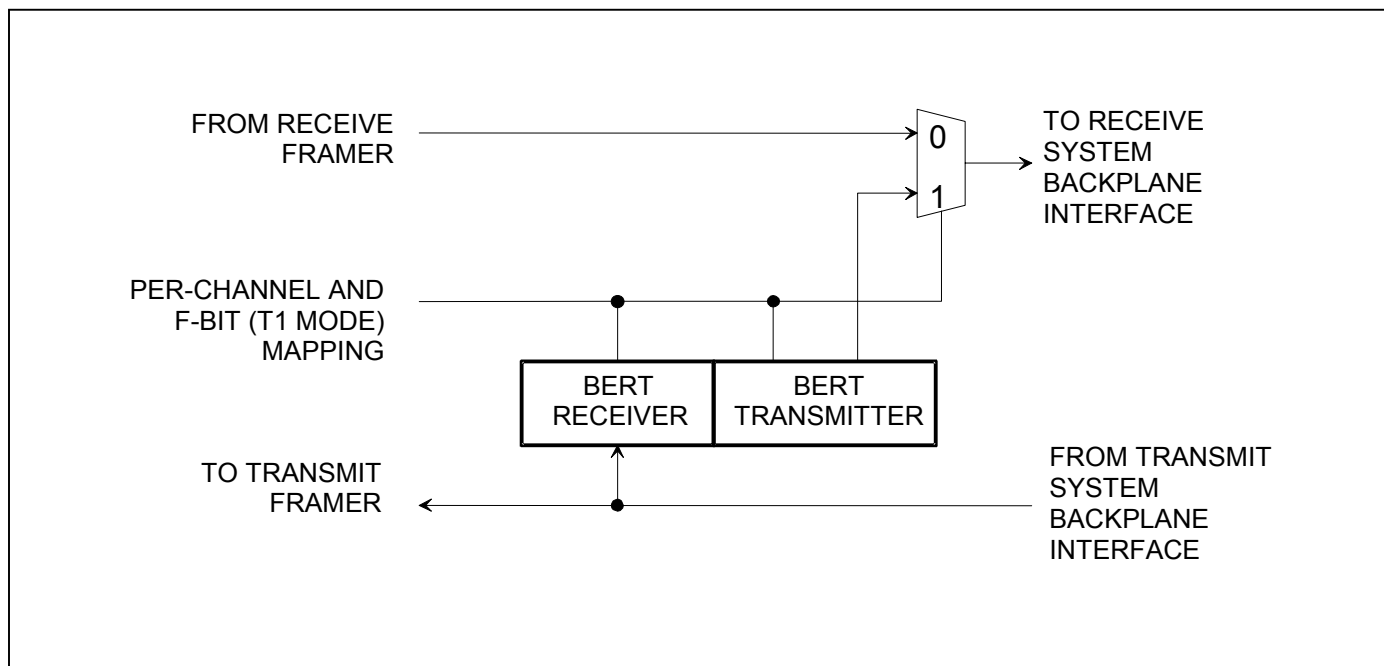 FROM RECEIVE
FRAMER
0
1
TO RECEIVE
SYSTEM
BACKPLANE
INTERFACE
PER-CHANNEL AND
F-BIT (T1 MODE)
MAPPING
BERT
RECEIVER
BERT
TRANSMITTER
TO TRANSMIT
FRAMER
FROM TRANSMIT
SYSTEM
BACKPLANE
INTERFACE